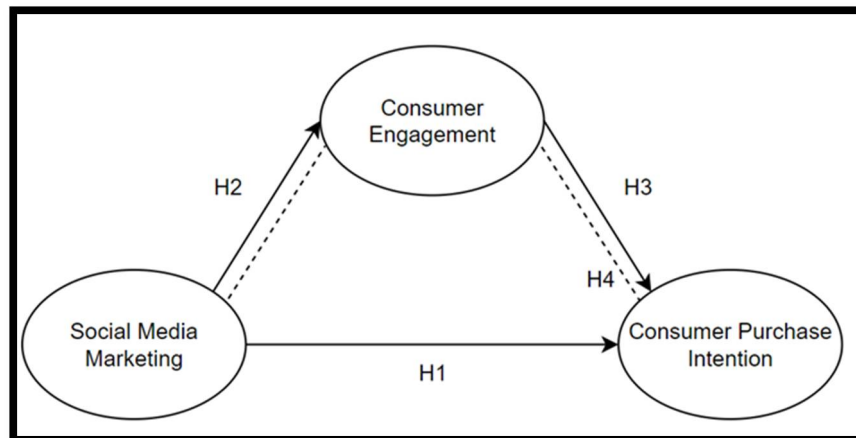 Consumer
Engagement
H2
H3
H4
Social Media
Marketing
Consumer Purchase
Intention
H1